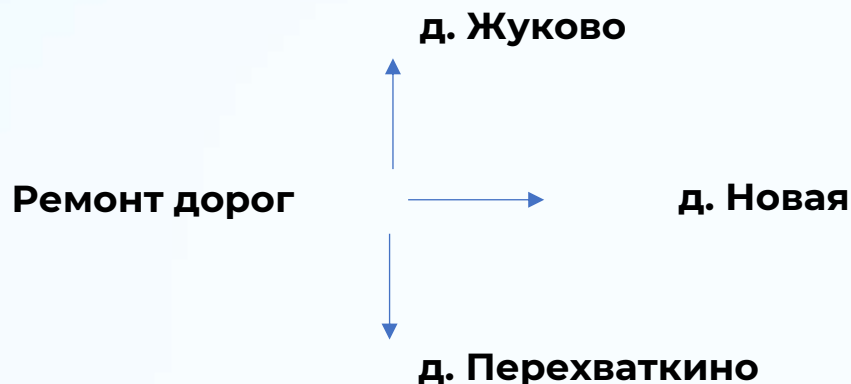 д. Жуково
Ремонт дорог
д. Новая
д. Перехваткино